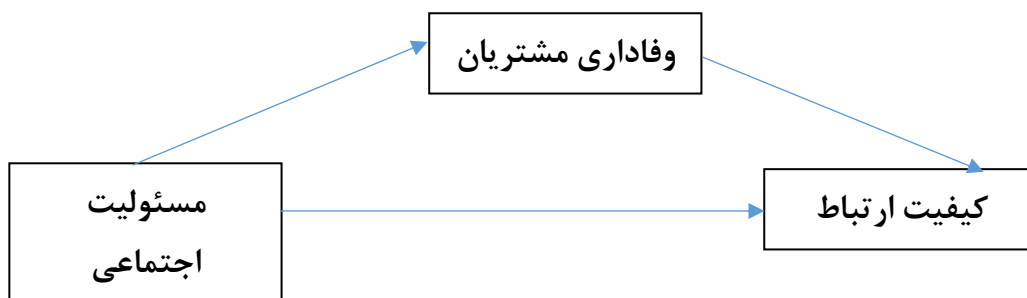 وفاداری مشتریان
مسئولیت
اجتماعی
کیفیت ارتباط